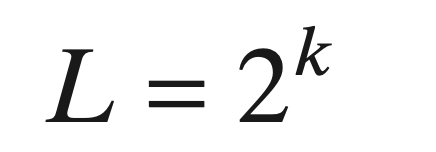 L = 2^k